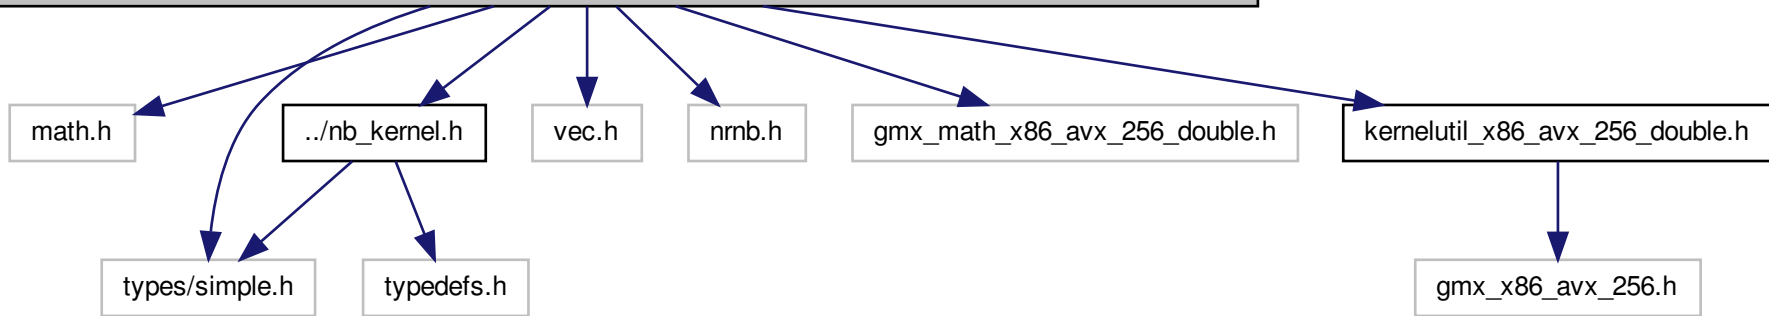 math.h
../nb_kernel.h
vec.h
nrnb.h
gmx_math_x86_avx_256_double.h
kernelutil_x86_avx_256_double.h
types/simple.h
typedefs.h
gmx_x86_avx_256.h